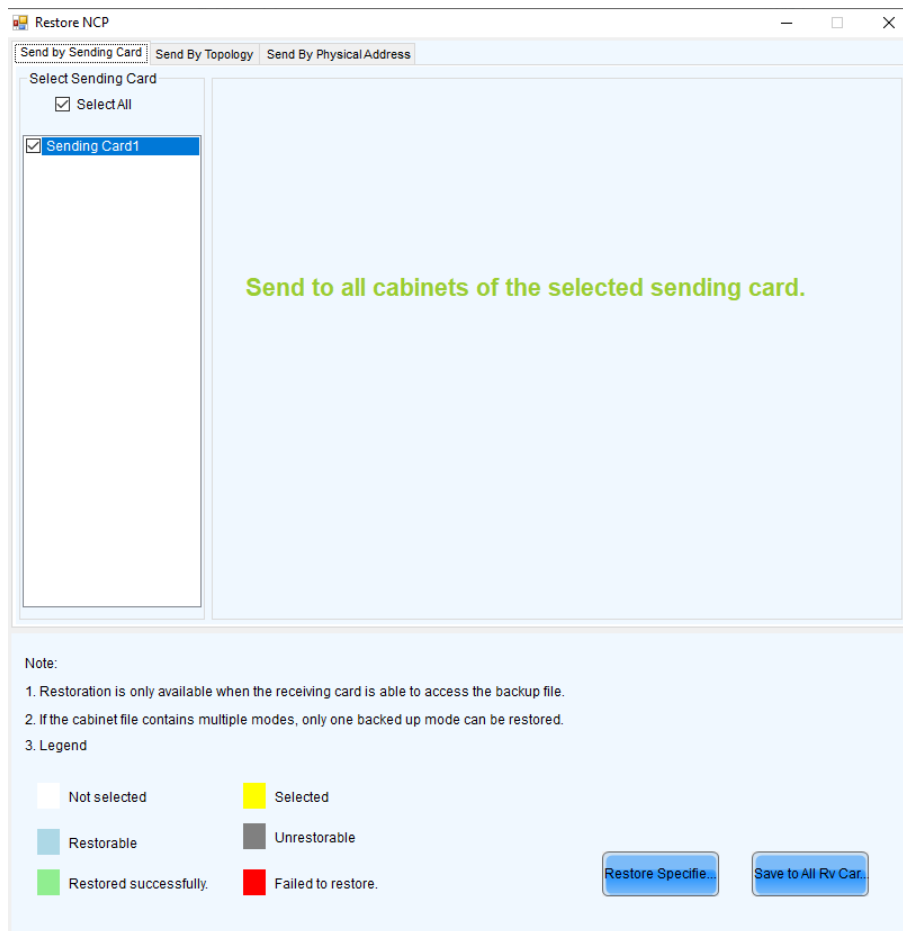 Restore NCP
Send by Sending Card
Send By Topology
Send By Physical Address
Select Sending Card
Select All
Sending Card1
Send to all cabinets of the selected sending card.
Note:
1. Restoration is only available when the receiving card is able to access the backup file.
2. If the cabinet file contains multiple modes, only one backed up mode can be restored.
3. Legend
Not selected
Selected
Restorable
Unrestorable
Restored successfully.
Failed to restore.
Restore Specifie...
Save to All Rv Car...